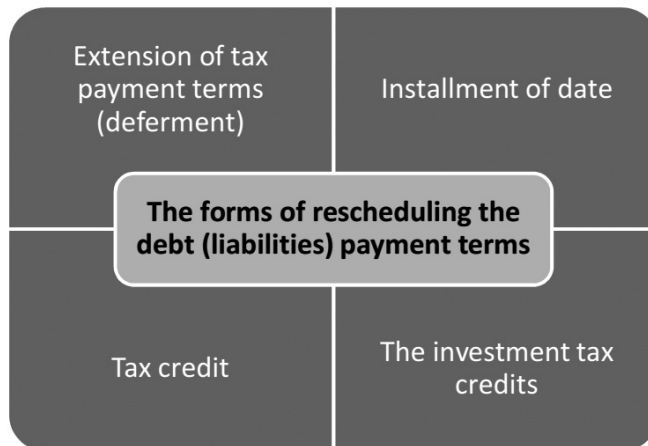 Extension of tax
payment terms
(deferment)
Installment of date
The forms of rescheduling the
debt (liabilities) payment terms
Tax credit
The investment tax
credits